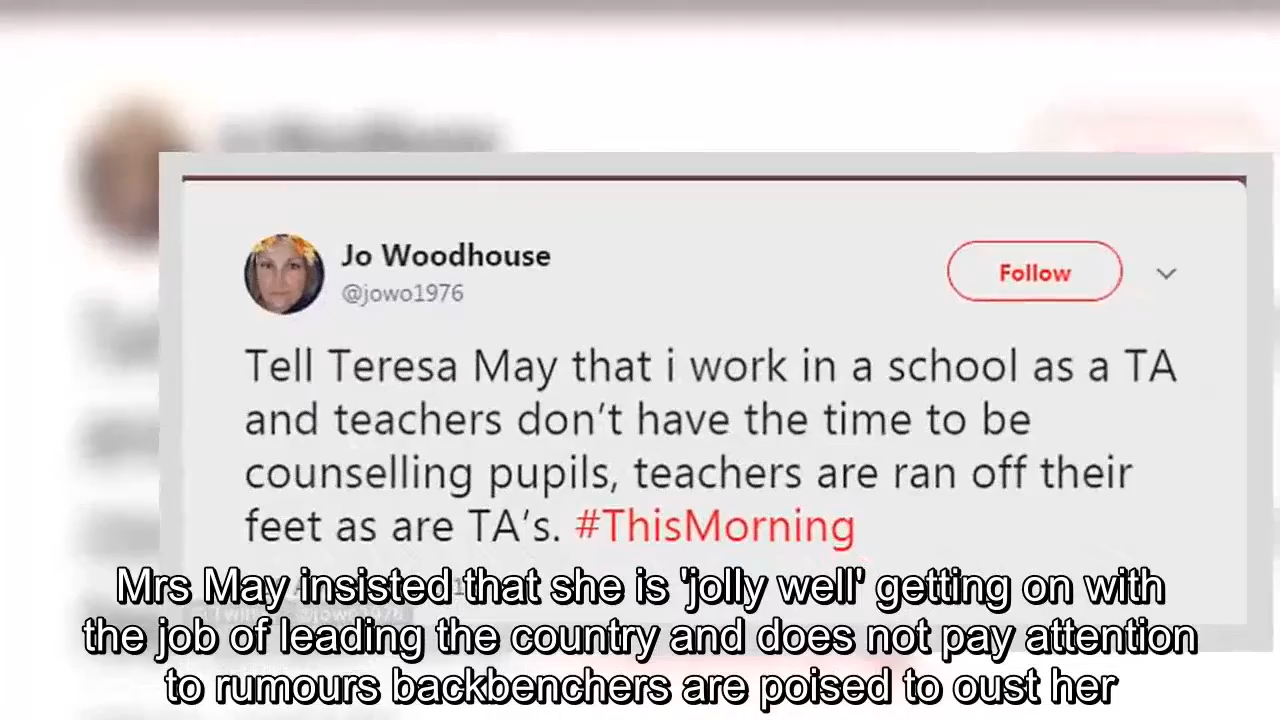 Jo Woodhouse
@jowo1976
Follow
Tell Teresa May that i work in a school as a TA
and teachers don't have the time to be
counselling pupils, teachers are ran off their
feet as are TA's. #ThisMorning
Mrs May insisted that she is 'jolly well' getting on with
the job of leading the country and does not pay attention
to rumours backbenchers are poised to oust her